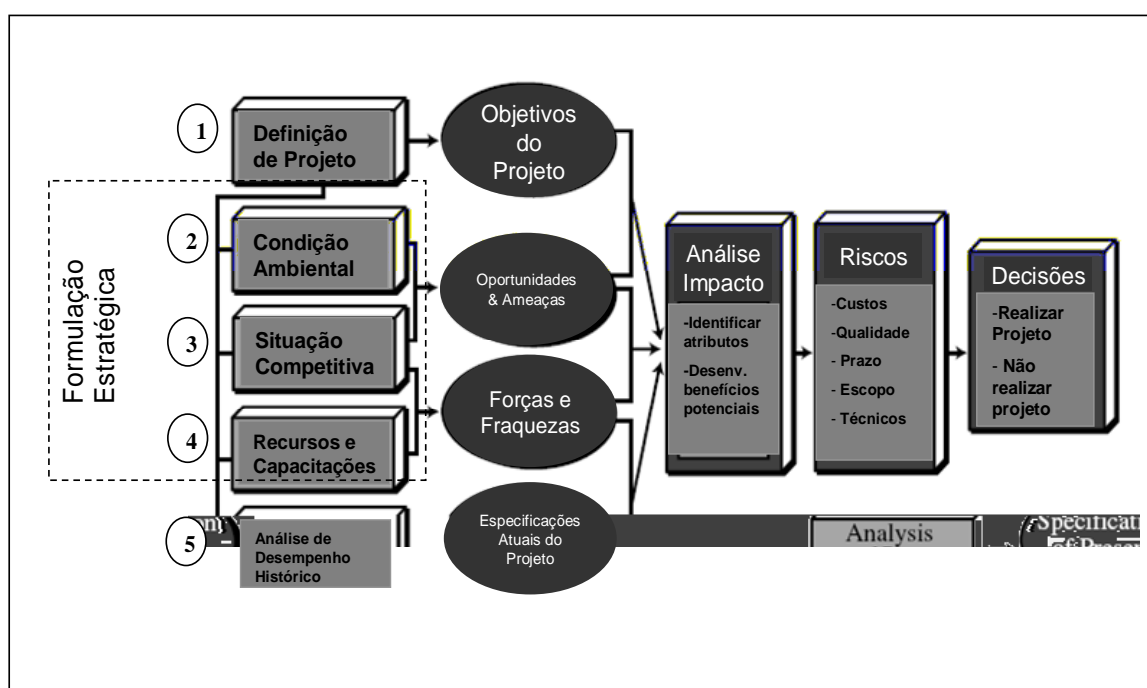 1
Definição
de Projeto
Objetivos
do
Projeto
Formulação
Estratégica
2
Condição
Ambiental
Oportunidades
& Ameaças
3
Situação
Competitiva
4
Recursos e
Capacitações
Forças e
Fraquezas
5
Análise de
Desempenho
Histórico
Especificações
Atuais do
Projeto
Análise
Impacto
-Identificar
atributos
-Desenv.
benefícios
potenciais
Riscos
-Custos
-Qualidade
- Prazo
- Escopo
- Técnicos
Decisões
-Realizar
Projeto
- Não
realizar
projeto
Analysis